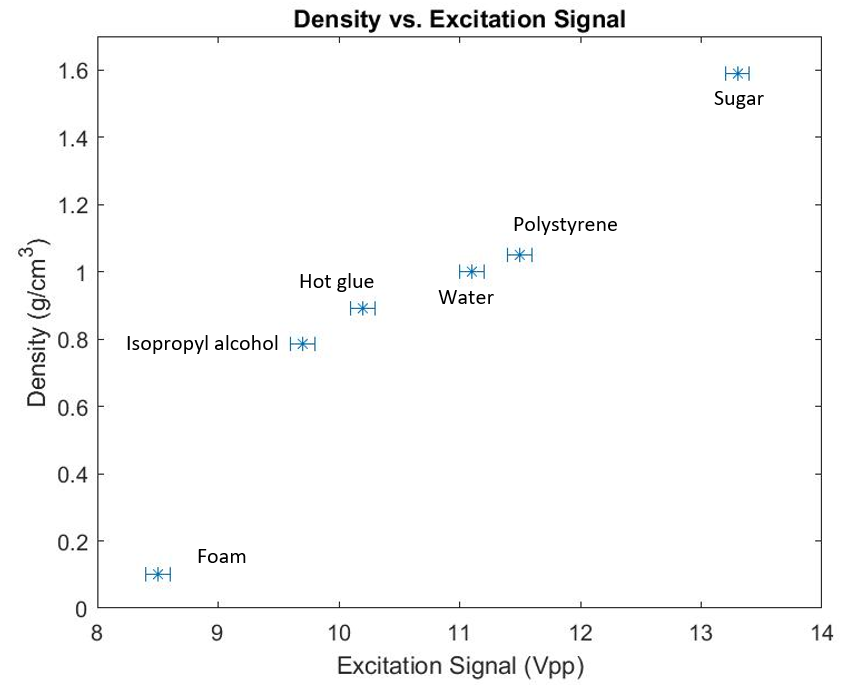 Density vs. Excitation Signal
1.6
Sugar
1.4
1.2
Polystyrene
1
Hot glue
Water
0.8
Isopropyl alcohol
0.6
0.4
0.2
Foam
0
8 9 10 11 12 13 14
Excitation Signal (Vpp)
Density (g/cm³)